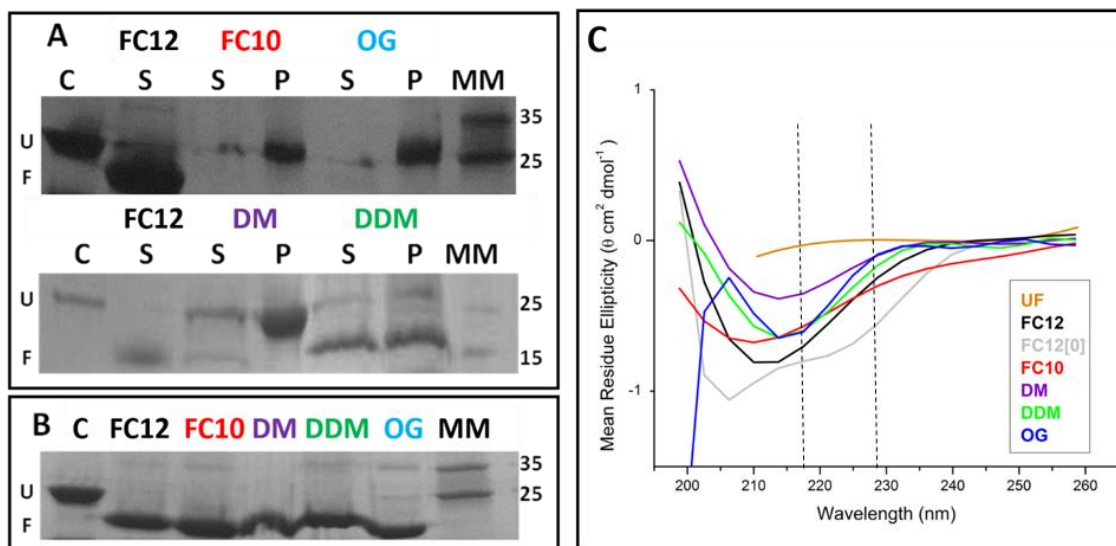 A
FC12 FC10 OG
C S S P S P MM
35
U
25
F
FC12 DM DDM
C S S P S P MM
U 25
F 15
B
C FC12 FC10 DM DDM OG MM
35
U 25
F
C
Mean Residue Ellipticity (θ cm² dmol⁻¹)
1
0
-1
200 210 220 230 240 250 260
Wavelength (nm)
UF
FC12
FC12[0]
FC10
DM
DDM
OG